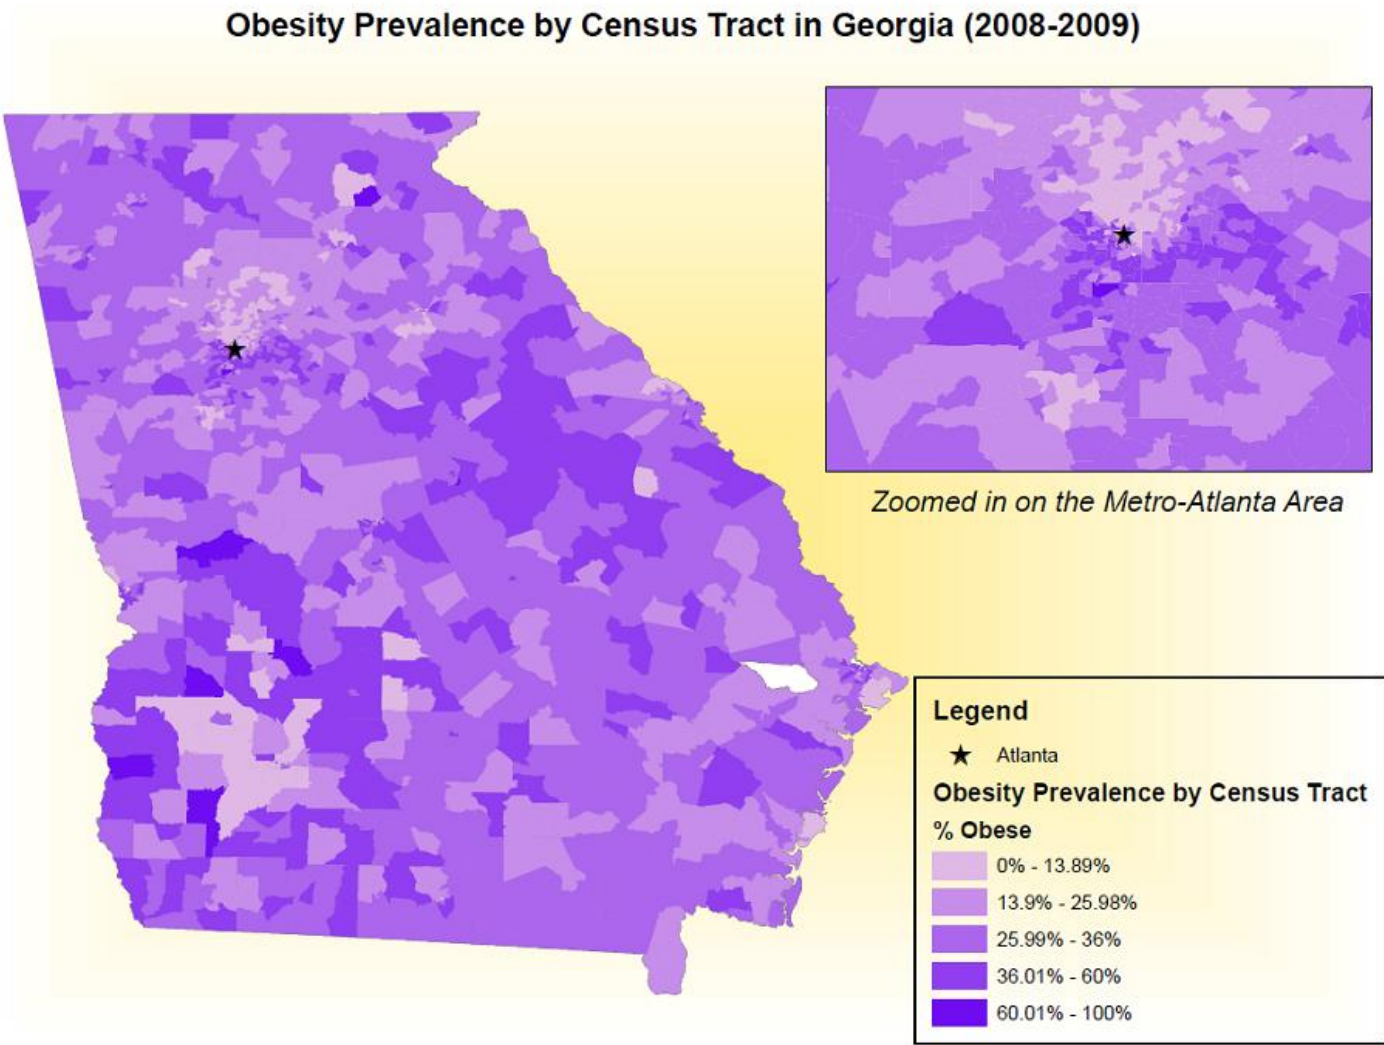 Obesity Prevalence by Census Tract in Georgia (2008-2009)
Zoomed in on the Metro-Atlanta Area
Legend
Atlanta
Obesity Prevalence by Census Tract
% Obese
0% - 13.89%
13.9% - 25.98%
25.99% - 36%
36.01% - 60%
60.01% - 100%